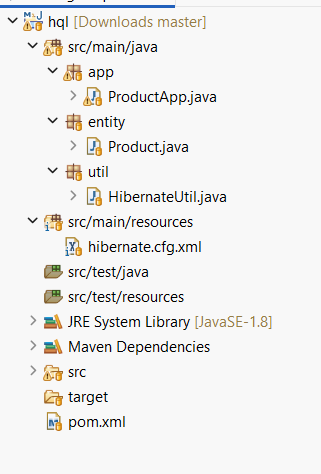 hql [Downloads master]
src/main/java
app
ProductApp.java
entity
Product.java
util
HibernateUtil.java
src/main/resources
hibernate.cfg.xml
src/test/java
src/test/resources
JRE System Library [JavaSE-1.8]
Maven Dependencies
src
target
pom.xml